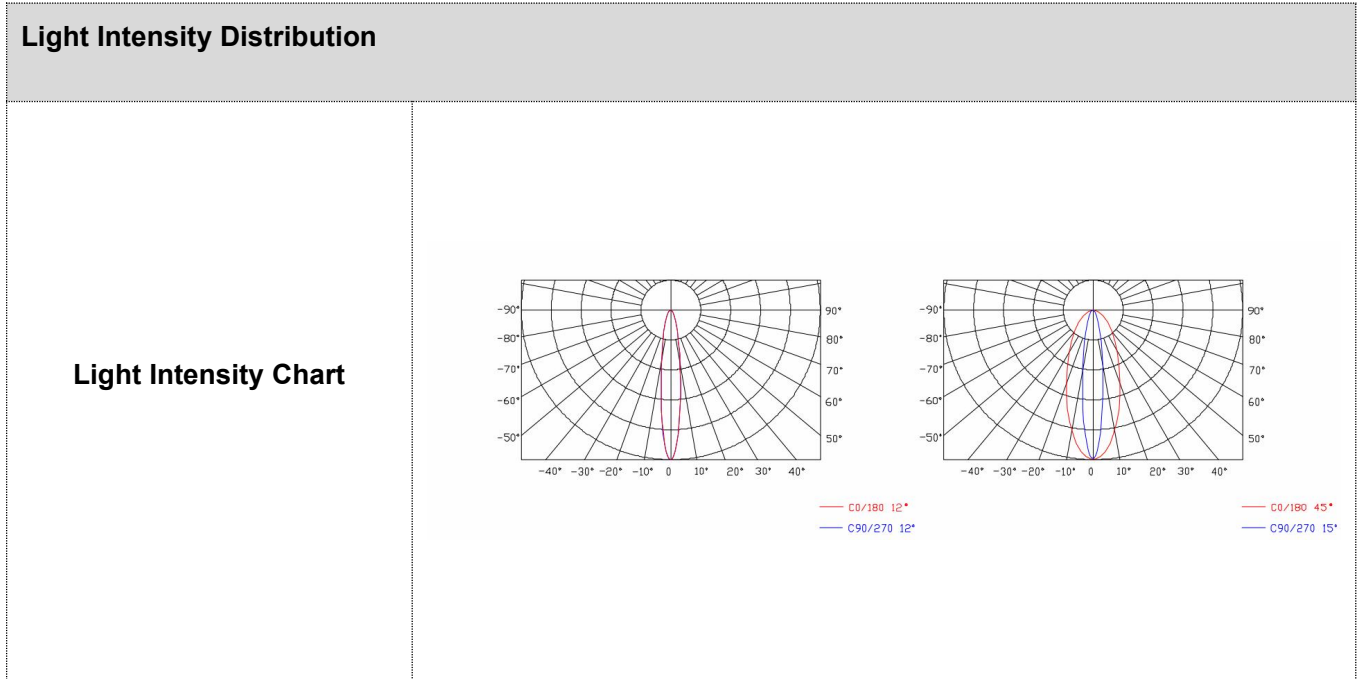 Light Intensity Distribution
Light Intensity Chart
-90° 90°
-80° 80°
-70° 70°
-60° 60°
-50° 50°
-40° -30° -20° -10° 0 10° 20° 30° 40°
C0/180 12°
C90/270 12°
-90° 90°
-80° 80°
-70° 70°
-60° 60°
-50° 50°
-40° -30° -20° -10° 0 10° 20° 30° 40°
C0/180 45°
C90/270 15°